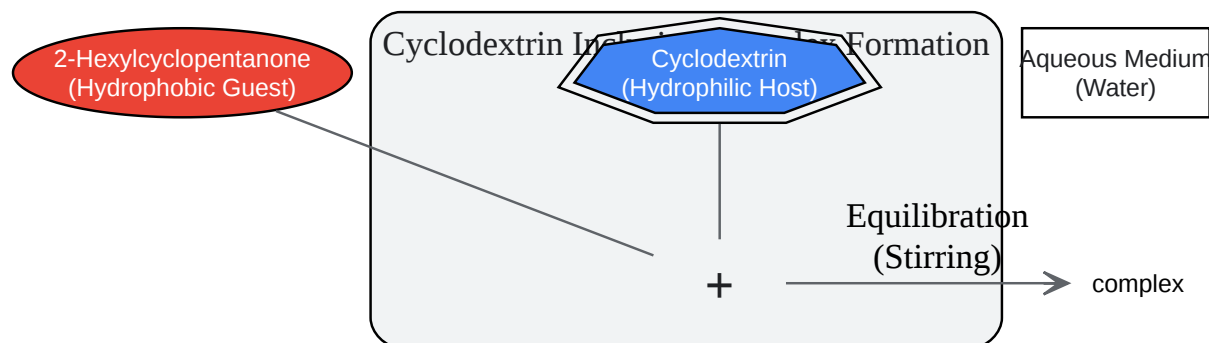 2-Hexylcyclopentanone
(Hydrophobic Guest)
Cyclodextrin Formation
Cyclodextrin
(Hydrophilic Host)
Aqueous Medium
(Water)
Equilibration
(Stirring)
+
complex